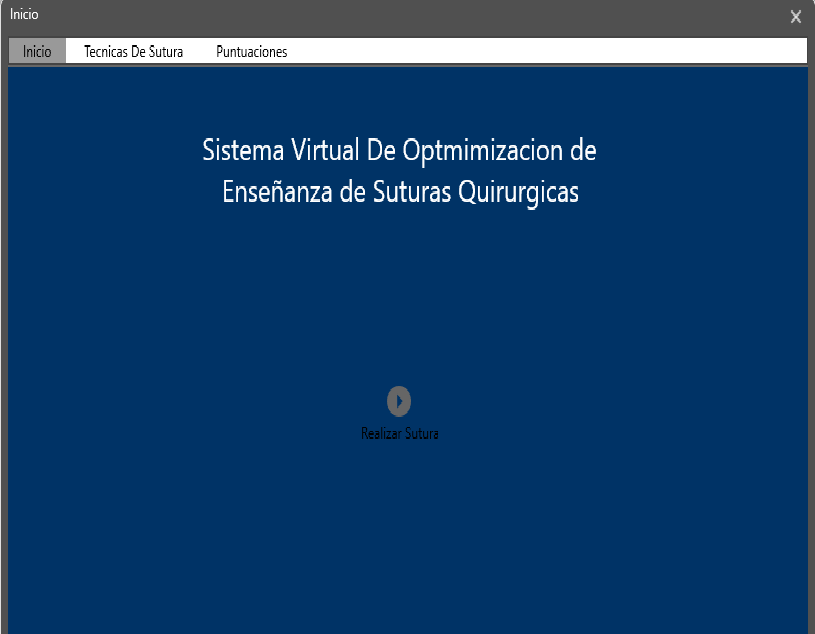 Inicio
X
Inicio
Tecnicas De Sutura
Puntuaciones
Sistema Virtual De Optmimizacion de
Enseñanza de Suturas Quirurgicas
Realizar Sutura